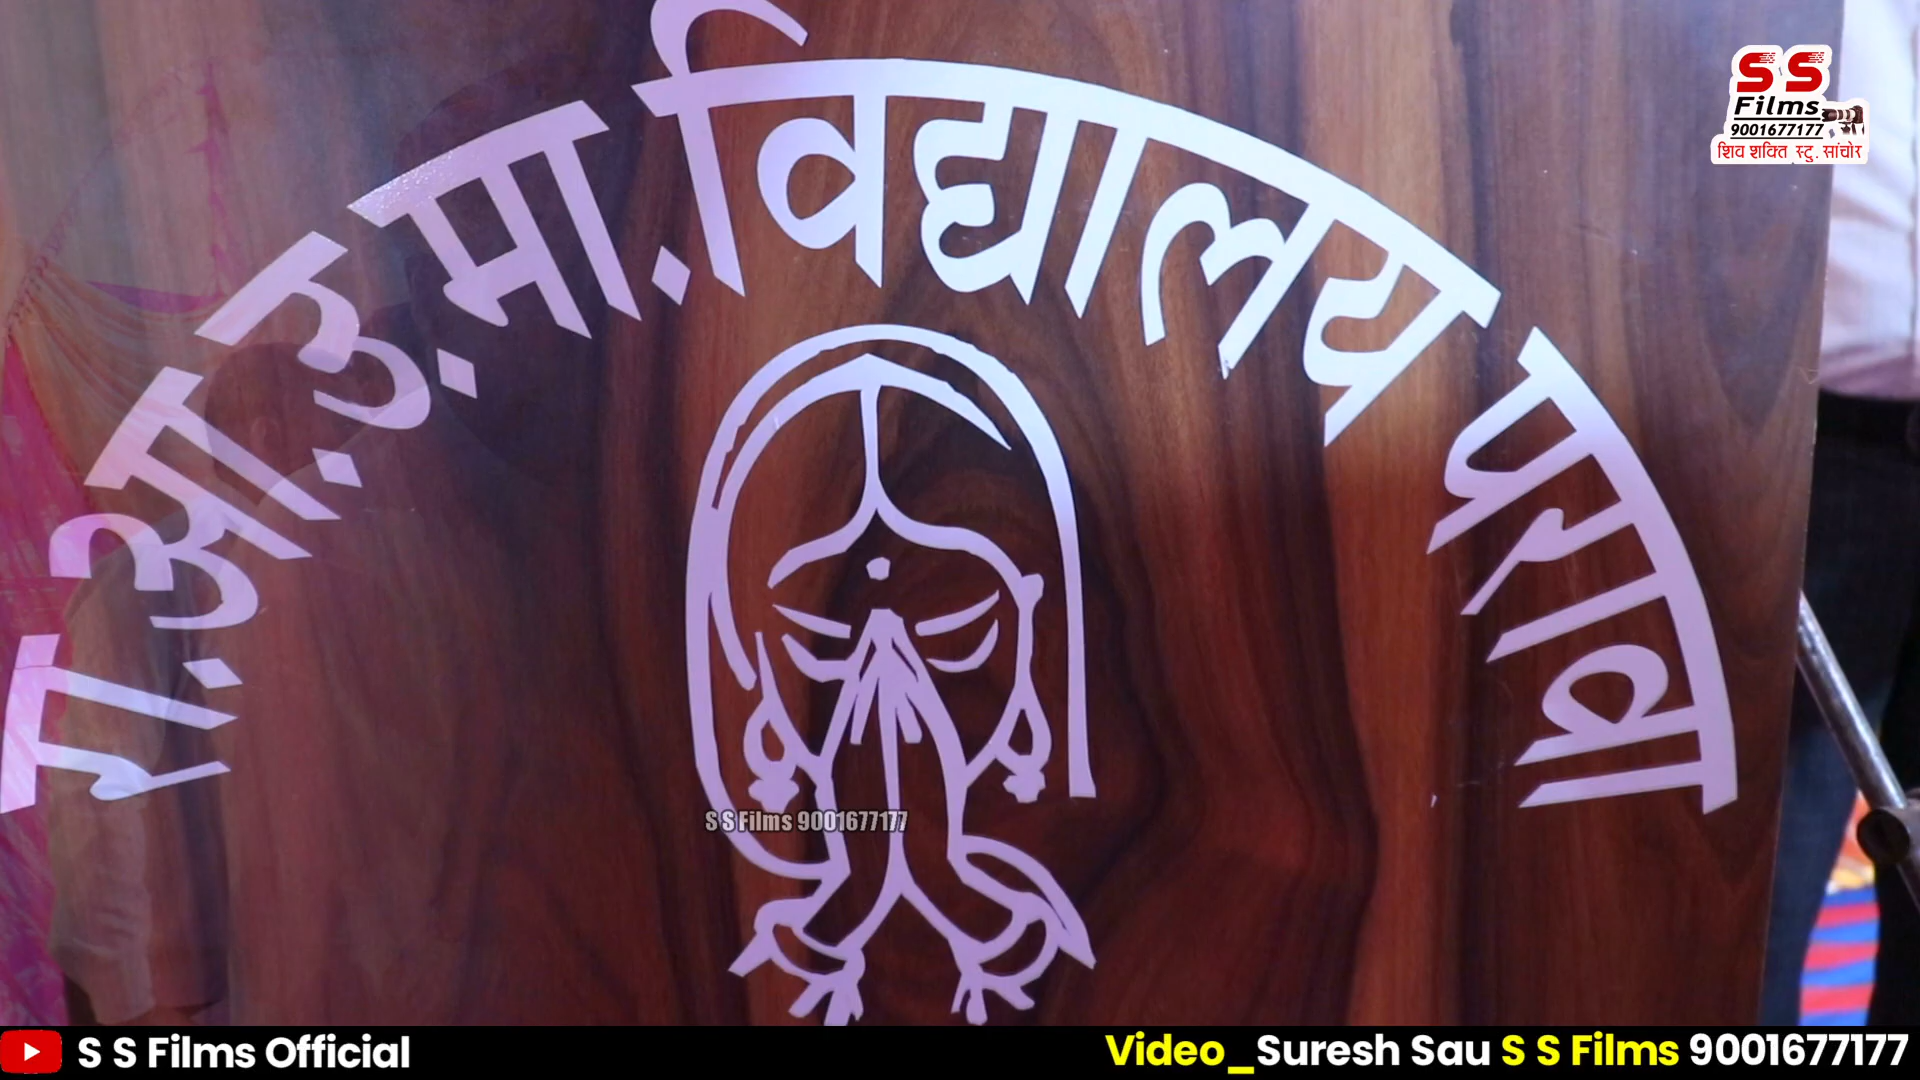 रा.आ.उ.मा.विद्यालय परावा
S S
Films
9001677177
शिव शक्ति स्टु. सांचोर
S S Films 9001677177
S S Films Official
Video_Suresh Sau S S Films 9001677177